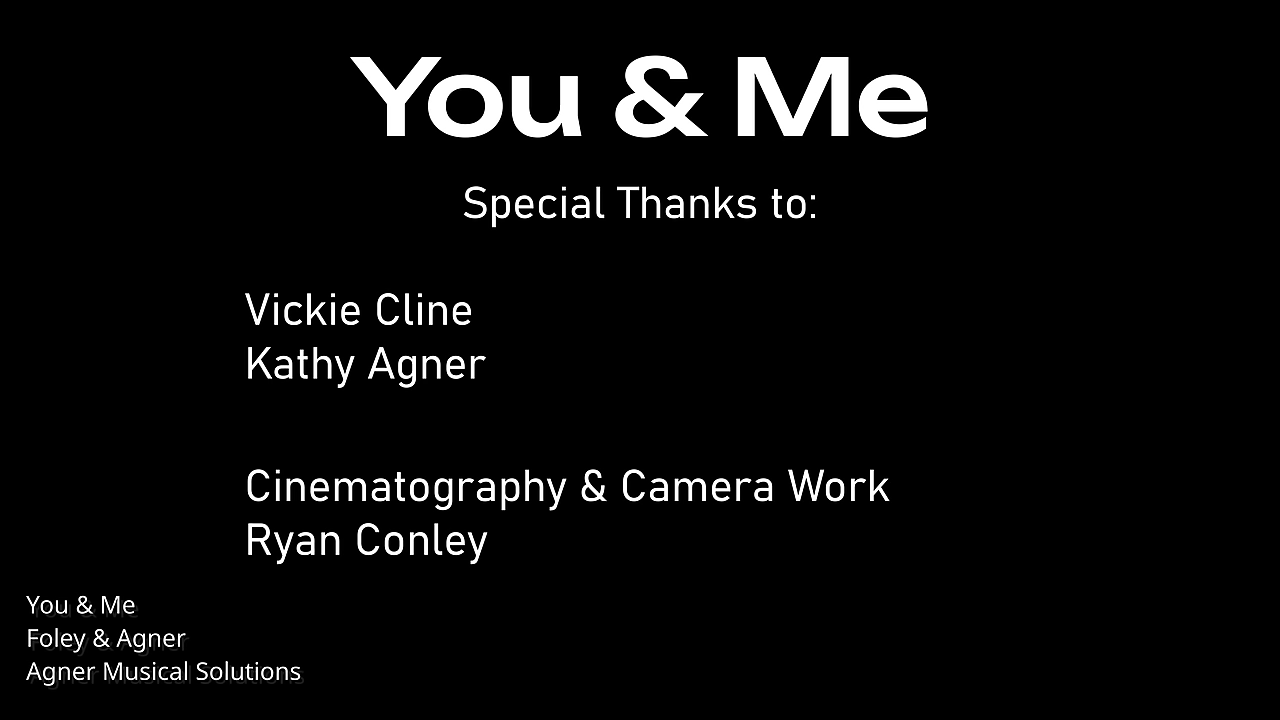 You & Me
Special Thanks to:
Vickie Cline
Kathy Agner
Cinematography & Camera Work
Ryan Conley
You & Me
Foley & Agner
Agner Musical Solutions